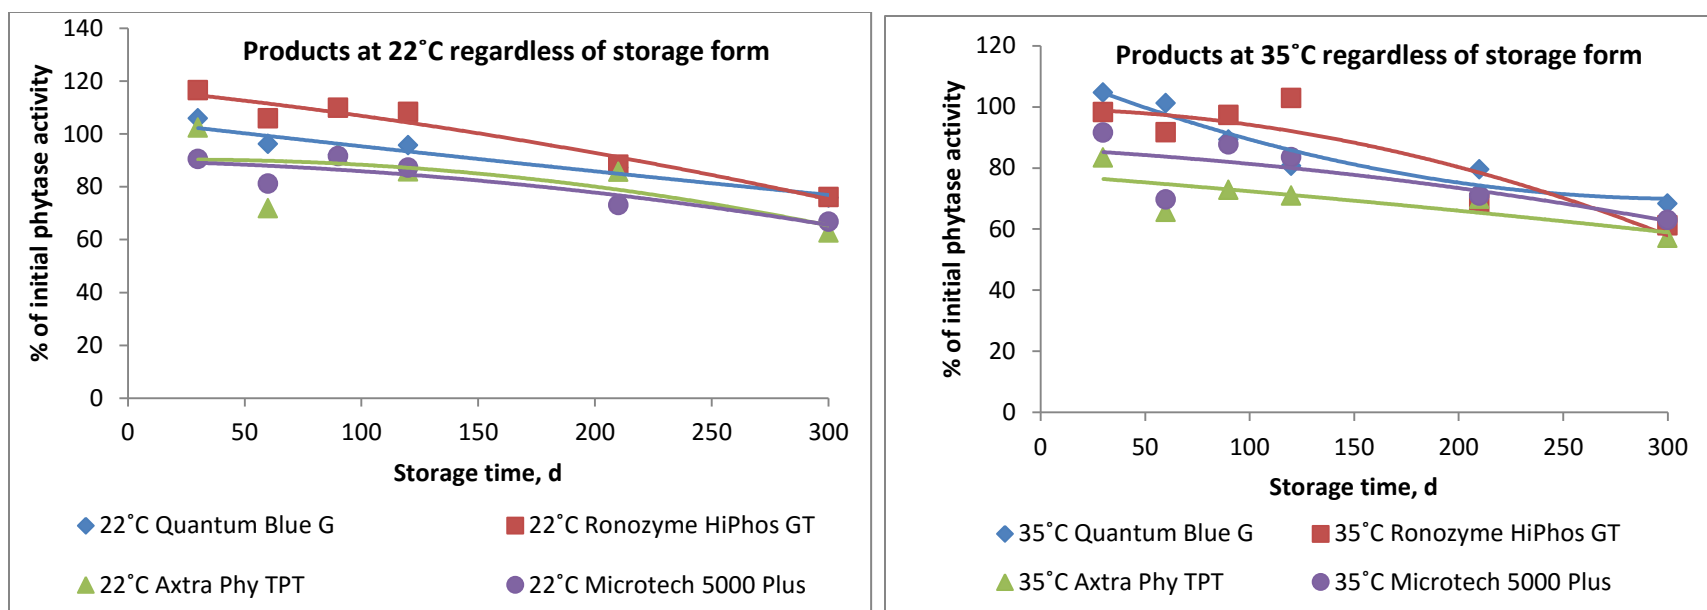 Products at 22˚C regardless of storage form
% of initial phytase activity
140
120
100
80
60
40
20
0
0 50 100 150 200 250 300
Storage time, d
22˚C Quantum Blue G
22˚C Ronozyme HiPhos GT
22˚C Axtra Phy TPT
22˚C Microtech 5000 Plus
Products at 35˚C regardless of storage form
% of initial phytase activity
120
100
80
60
40
20
0
0 50 100 150 200 250 300
Storage time, d
35˚C Quantum Blue G
35˚C Ronozyme HiPhos GT
35˚C Axtra Phy TPT
35˚C Microtech 5000 Plus